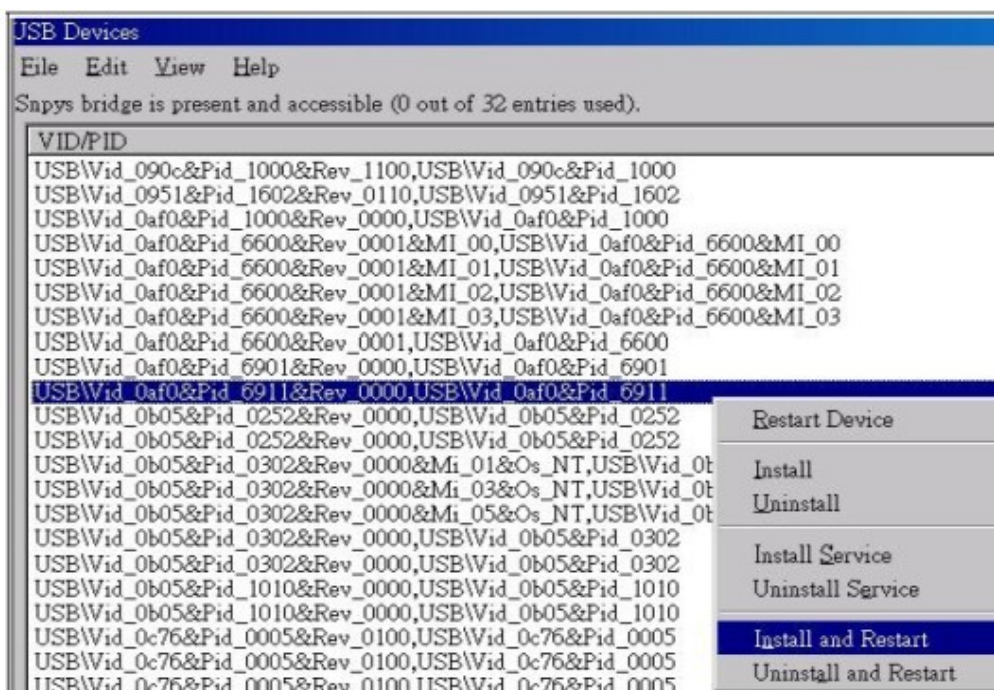 USB Devices
File Edit View Help
Snpys bridge is present and accessible (0 out of 32 entries used).
VID/PID
USB\Vid_090c&Pid_1000&Rev_1100,USB\Vid_090c&Pid_1000
USB\Vid_0951&Pid_1602&Rev_0110,USB\Vid_0951&Pid_1602
USB\Vid_0af0&Pid_1000&Rev_0000,USB\Vid_0af0&Pid_1000
USB\Vid_0af0&Pid_6600&Rev_0001&MI_00,USB\Vid_0af0&Pid_6600&MI_00
USB\Vid_0af0&Pid_6600&Rev_0001&MI_01,USB\Vid_0af0&Pid_6600&MI_01
USB\Vid_0af0&Pid_6600&Rev_0001&MI_02,USB\Vid_0af0&Pid_6600&MI_02
USB\Vid_0af0&Pid_6600&Rev_0001&MI_03,USB\Vid_0af0&Pid_6600&MI_03
USB\Vid_0af0&Pid_6600&Rev_0001,USB\Vid_0af0&Pid_6600
USB\Vid_0af0&Pid_6901&Rev_0000,USB\Vid_0af0&Pid_6901
USB\Vid_0af0&Pid_6911&Rev_0000,USB\Vid_0af0&Pid_6911
USB\Vid_0b05&Pid_0252&Rev_0000,USB\Vid_0b05&Pid_0252
USB\Vid_0b05&Pid_0252&Rev_0000,USB\Vid_0b05&Pid_0252
USB\Vid_0b05&Pid_0302&Rev_0000&Mi_01&Os_NT,USB\Vid_0b
USB\Vid_0b05&Pid_0302&Rev_0000&Mi_03&Os_NT,USB\Vid_0b
USB\Vid_0b05&Pid_0302&Rev_0000&Mi_05&Os_NT,USB\Vid_0b
USB\Vid_0b05&Pid_0302&Rev_0000,USB\Vid_0b05&Pid_0302
USB\Vid_0b05&Pid_0302&Rev_0000,USB\Vid_0b05&Pid_0302
USB\Vid_0b05&Pid_1010&Rev_0000,USB\Vid_0b05&Pid_1010
USB\Vid_0b05&Pid_1010&Rev_0000,USB\Vid_0b05&Pid_1010
USB\Vid_0c76&Pid_0005&Rev_0100,USB\Vid_0c76&Pid_0005
USB\Vid_0c76&Pid_0005&Rev_0100,USB\Vid_0c76&Pid_0005
USB\Vid_0c76&Pid_0005&Rev_0100,USB\Vid_0c76&Pid_0005
Restart Device
Install
Uninstall
Install Service
Uninstall Service
Install and Restart
Uninstall and Restart